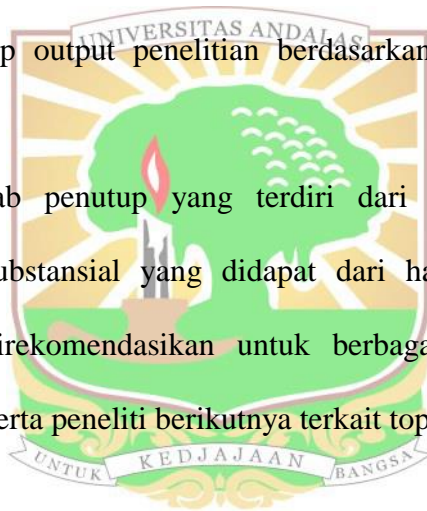 UNIVERSITAS ANDALAS
p output penelitian berdasarkan
ab penutup yang terdiri dari
ubstansial yang didapat dari ha
irekomendasikan untuk berbaga
erta peneliti berikutnya terkait top
UNTUK KEDJAJAAN BANGSA